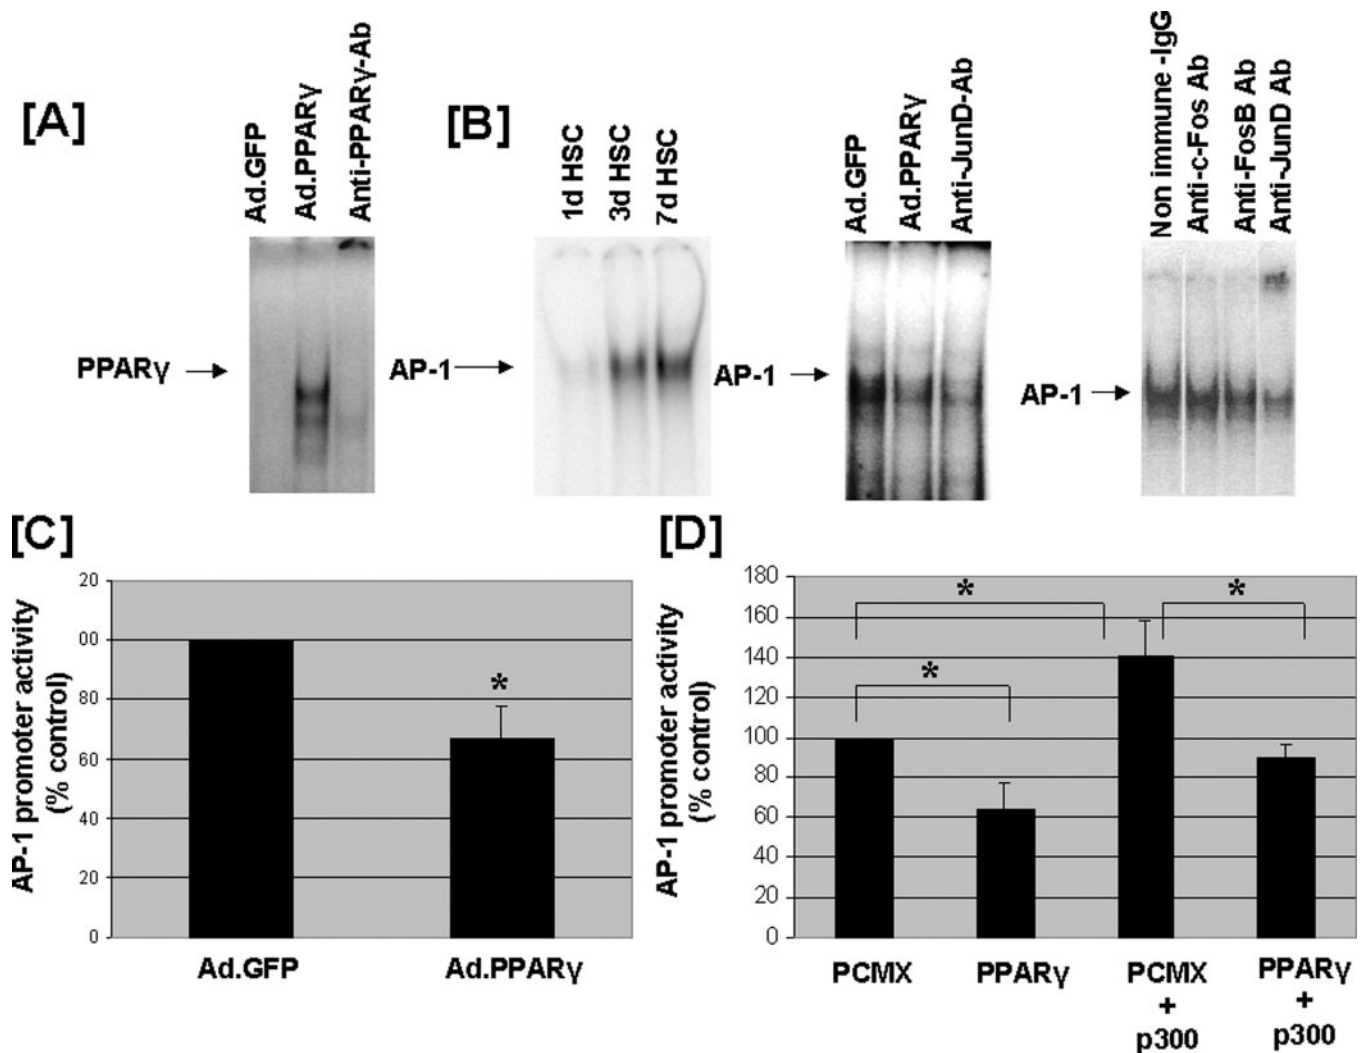 [A]
Ad.GFP
Ad.PPARγ
Anti-PPARγ-Ab
PPARγ
[B]
1d HSC
3d HSC
7d HSC
AP-1
Ad.GFP
Ad.PPARγ
Anti-JunD-Ab
AP-1
Non immune -IgG
Anti-c-Fos Ab
Anti-FosB Ab
Anti-JunD Ab
AP-1
[C]
AP-1 promoter activity
(% control)
20
00
80
60
40
20
0
*
Ad.GFP
Ad.PPARγ
[D]
AP-1 promoter activity
(% control)
180
160
140
120
100
80
60
40
20
0
*
*
*
PCMX
PPARγ
PCMX
+
p300
PPARγ
+
p300